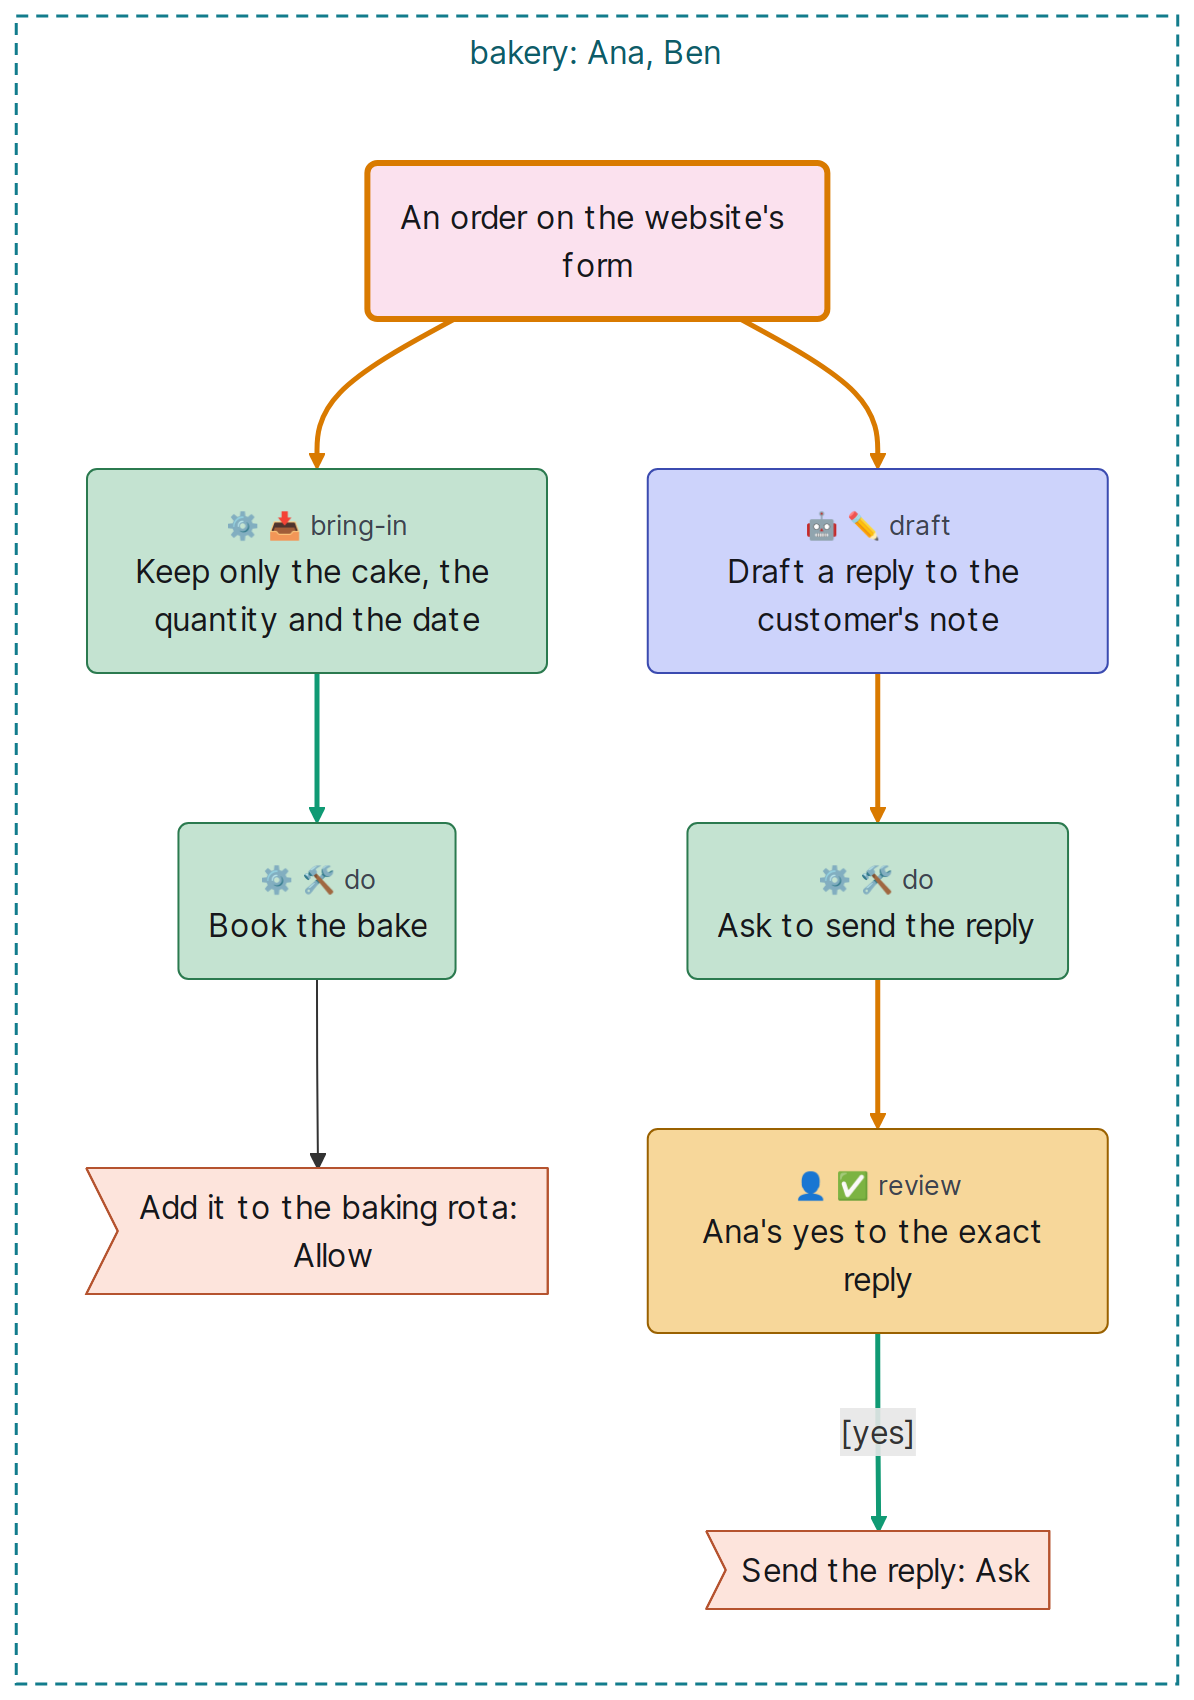 bakery: Ana, Ben
An order on the website's
form
bring-in
Keep only the cake, the
quantity and the date
draft
Draft a reply to the
customer's note
do
Book the bake
do
Ask to send the reply
Add it to the baking rota:
Allow
review
Ana's yes to the exact
reply
[yes]
Send the reply: Ask